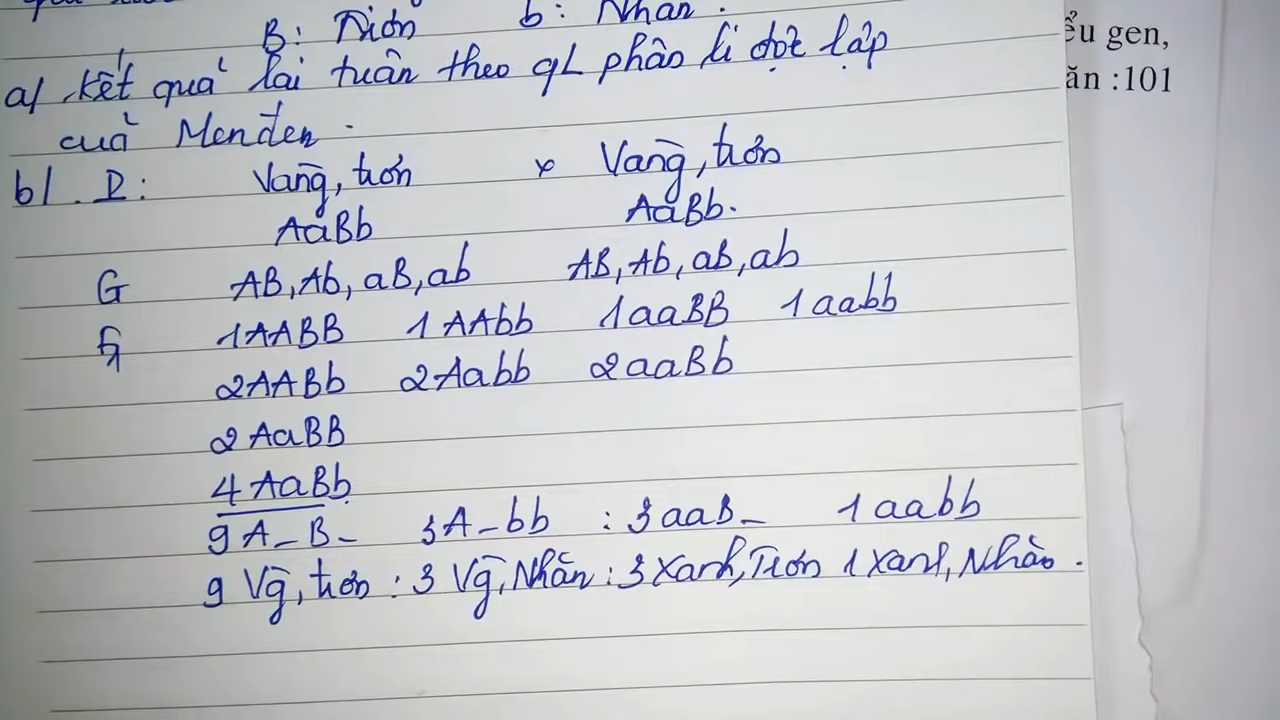 B: Trơn b: Nhăn.
a/ Kết quả lai tuân theo qL phân li độc lập
của Menđen.
b/. P: Vàng, trơn x Vàng, trơn
AaBb AaBb.
G AB, Ab, aB, ab AB, Ab, aB, ab
F1 1AABB 1AAbb 1aaBB 1aabb
2AABb 2Aabb 2aaBb
2AaBB
4AaBb
9A_B_ 3A_bb : 3aaB_ 1aabb
9 Vg̀, trơn : 3 Vg̀, Nhăn : 3 Xanh, Trơn 1 Xanh, Nhăn.
ểu gen,
ăn :101